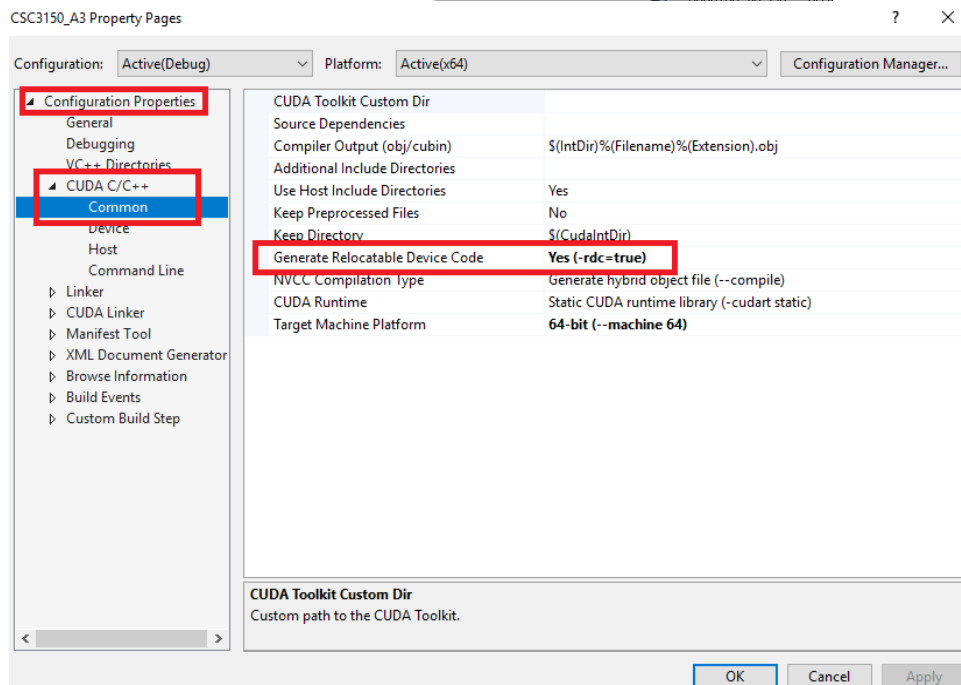 CSC3150_A3 Property Pages
?
Configuration:
Active(Debug)
Platform:
Active(x64)
Configuration Manager...
Configuration Properties
General
Debugging
VC++ Directories
CUDA C/C++
Common
Device
Host
Command Line
Linker
CUDA Linker
Manifest Tool
XML Document Generator
Browse Information
Build Events
Custom Build Step
CUDA Toolkit Custom Dir
Source Dependencies
Compiler Output (obj/cubin) $(IntDir)%(Filename)%(Extension).obj
Additional Include Directories
Use Host Include Directories Yes
Keep Preprocessed Files No
Keep Directory $(CudaIntDir)
Generate Relocatable Device Code Yes (-rdc=true)
NVCC Compilation Type Generate hybrid object file (--compile)
CUDA Runtime Static CUDA runtime library (-cudart static)
Target Machine Platform 64-bit (--machine 64)
CUDA Toolkit Custom Dir
Custom path to the CUDA Toolkit.
OK
Cancel
Apply